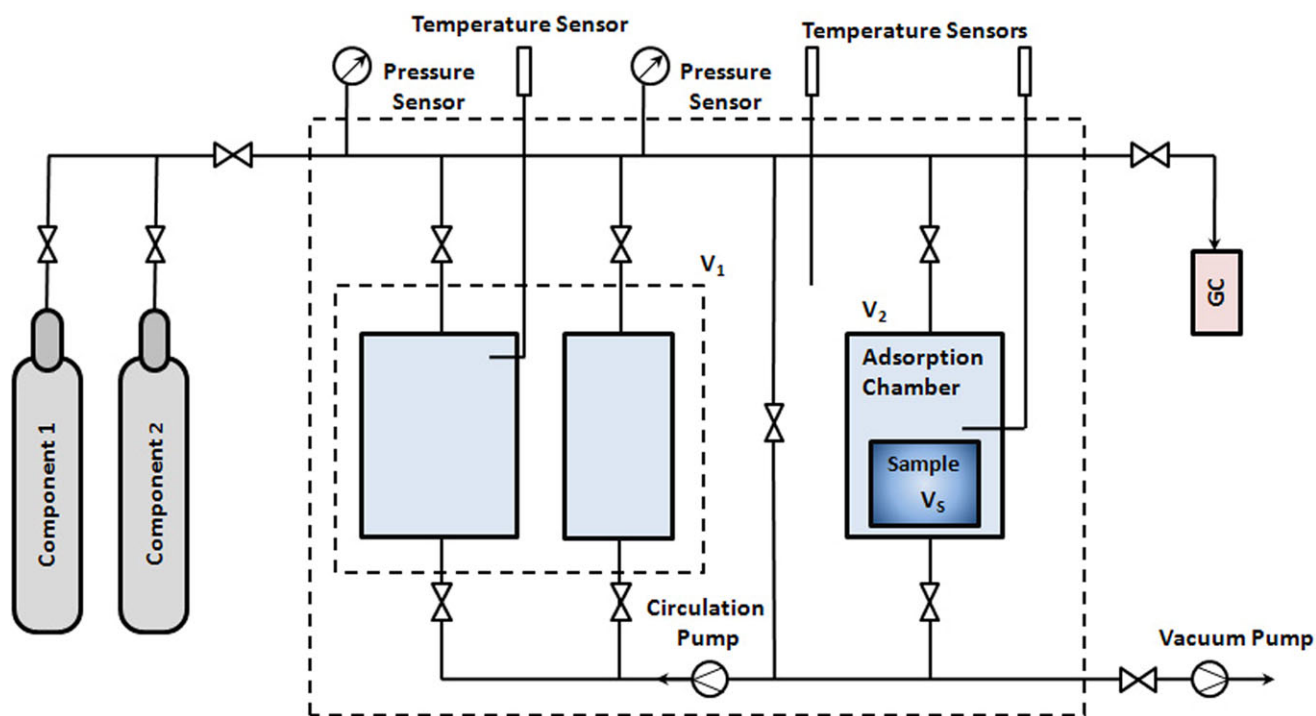 Temperature Sensor
Temperature Sensors
Pressure
Sensor
Pressure
Sensor
V₁
GC
V₂
Adsorption
Chamber
Component 1
Component 2
Sample
Vₛ
Circulation
Pump
Vacuum Pump